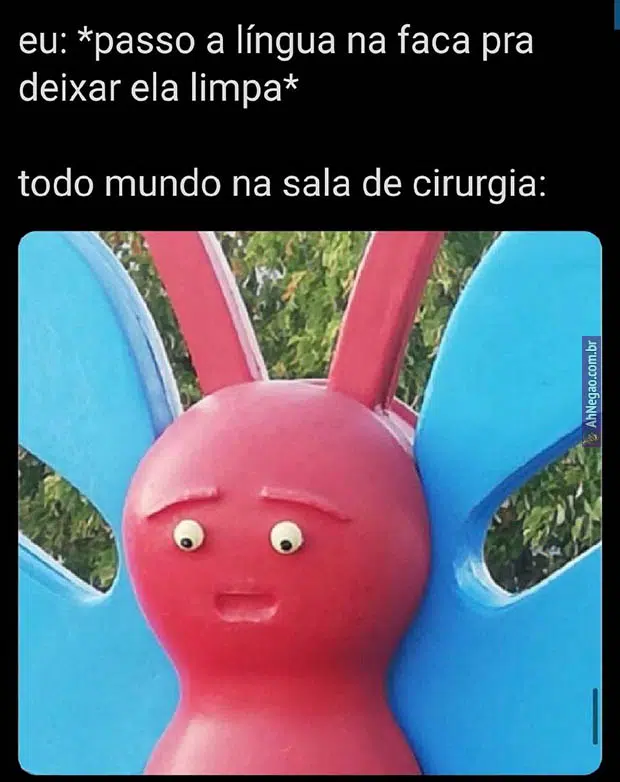 eu: *passo a língua na faca pra
deixar ela limpa*
todo mundo na sala de cirurgia:
AhNegao.com.br